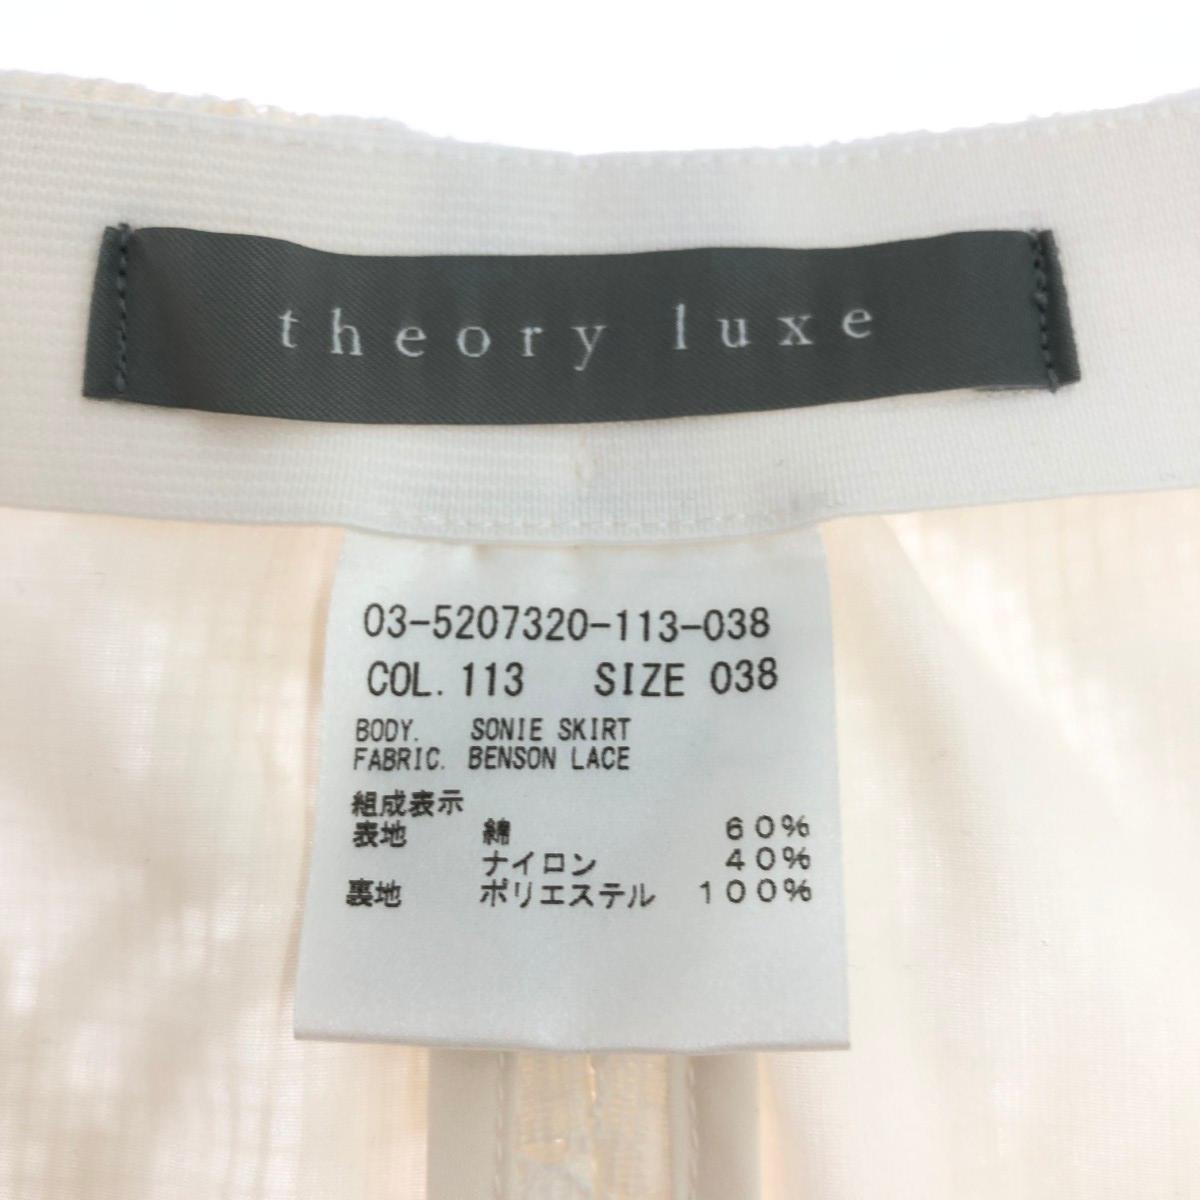 theory luxe
03-5207320-113-038
COL. 113 SIZE 038
BODY. SONIE SKIRT
FABRIC. BENSON LACE
組成表示
表地 綿 60%
ナイロン 40%
裏地 ポリエステル 100%